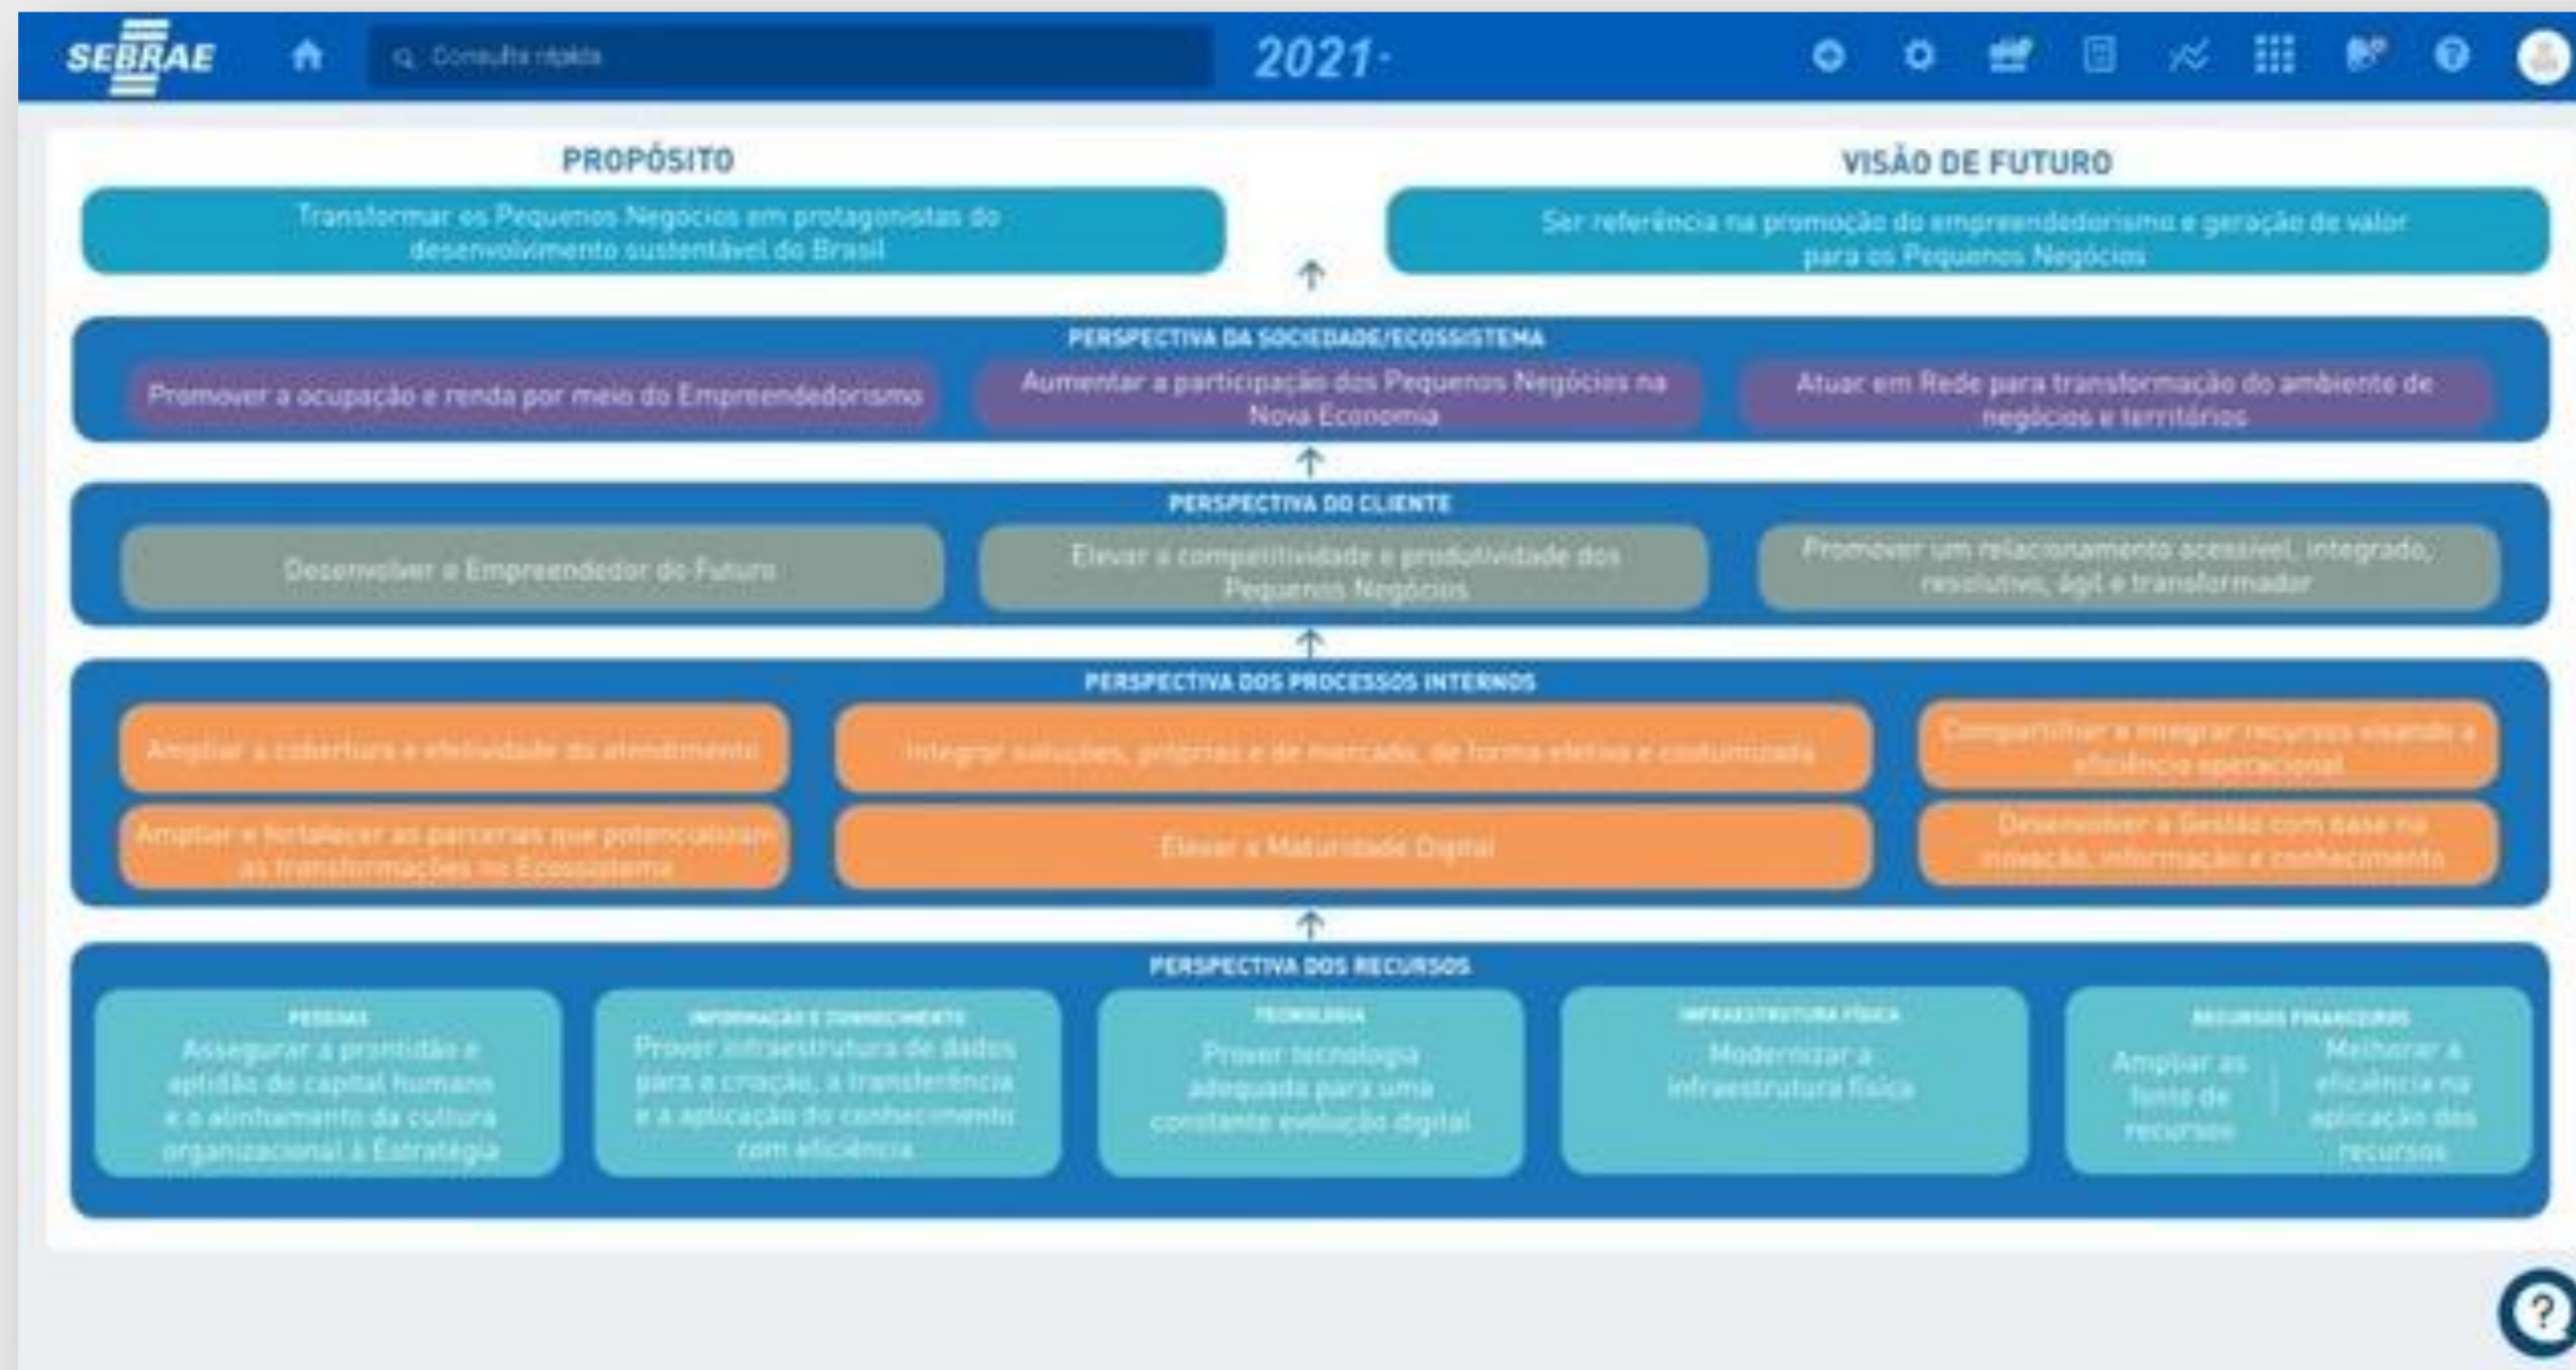 SEBRAE
Consulta rápida
2021
PROPÓSITO
Transformar os Pequenos Negócios em protagonistas do
desenvolvimento sustentável do Brasil
VISÃO DE FUTURO
Ser referência na promoção do empreendedorismo e geração de valor
para os Pequenos Negócios
PERSPECTIVA DA SOCIEDADE/ECOSSISTEMA
Promover a ocupação e renda por meio do Empreendedorismo
Aumentar a participação dos Pequenos Negócios na
Nova Economia
Atuar em Rede para transformação do ambiente de
negócios e territórios
PERSPECTIVA DO CLIENTE
Desenvolver o Empreendedor do Futuro
Elevar a competitividade e produtividade dos
Pequenos Negócios
Promover um relacionamento acessível, integrado,
resolutivo, ágil e transformador
PERSPECTIVA DOS PROCESSOS INTERNOS
Ampliar a cobertura e efetividade do atendimento
Integrar soluções, próprias e de mercado, de forma efetiva e costumizada
Compartilhar e integrar recursos visando a
eficiência operacional
Ampliar e fortalecer as parcerias que potencializam
as transformações no Ecossistema
Elevar a Maturidade Digital
Desenvolver a Gestão com base na
inovação, informação e conhecimento
PERSPECTIVA DOS RECURSOS
PESSOAS
Assegurar a prontidão e
aptidão do capital humano
e o alinhamento da cultura
organizacional à Estratégia
INFORMAÇÃO E CONHECIMENTO
Prover infraestrutura de dados
para a criação, a transferência
e a aplicação do conhecimento
com eficiência
TECNOLOGIA
Prover tecnologia
adequada para uma
constante evolução digital
INFRAESTRUTURA FÍSICA
Modernizar a
infraestrutura física
RECURSOS FINANCEIROS
Ampliar as
fonte de
recursos
Melhorar a
eficiência na
aplicação dos
recursos
?